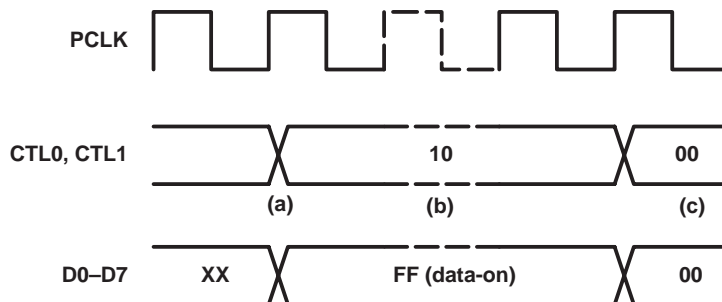 PCLK
CTL0, CTL1
10
00
(a)
(b)
(c)
D0–D7
XX
FF (data-on)
00